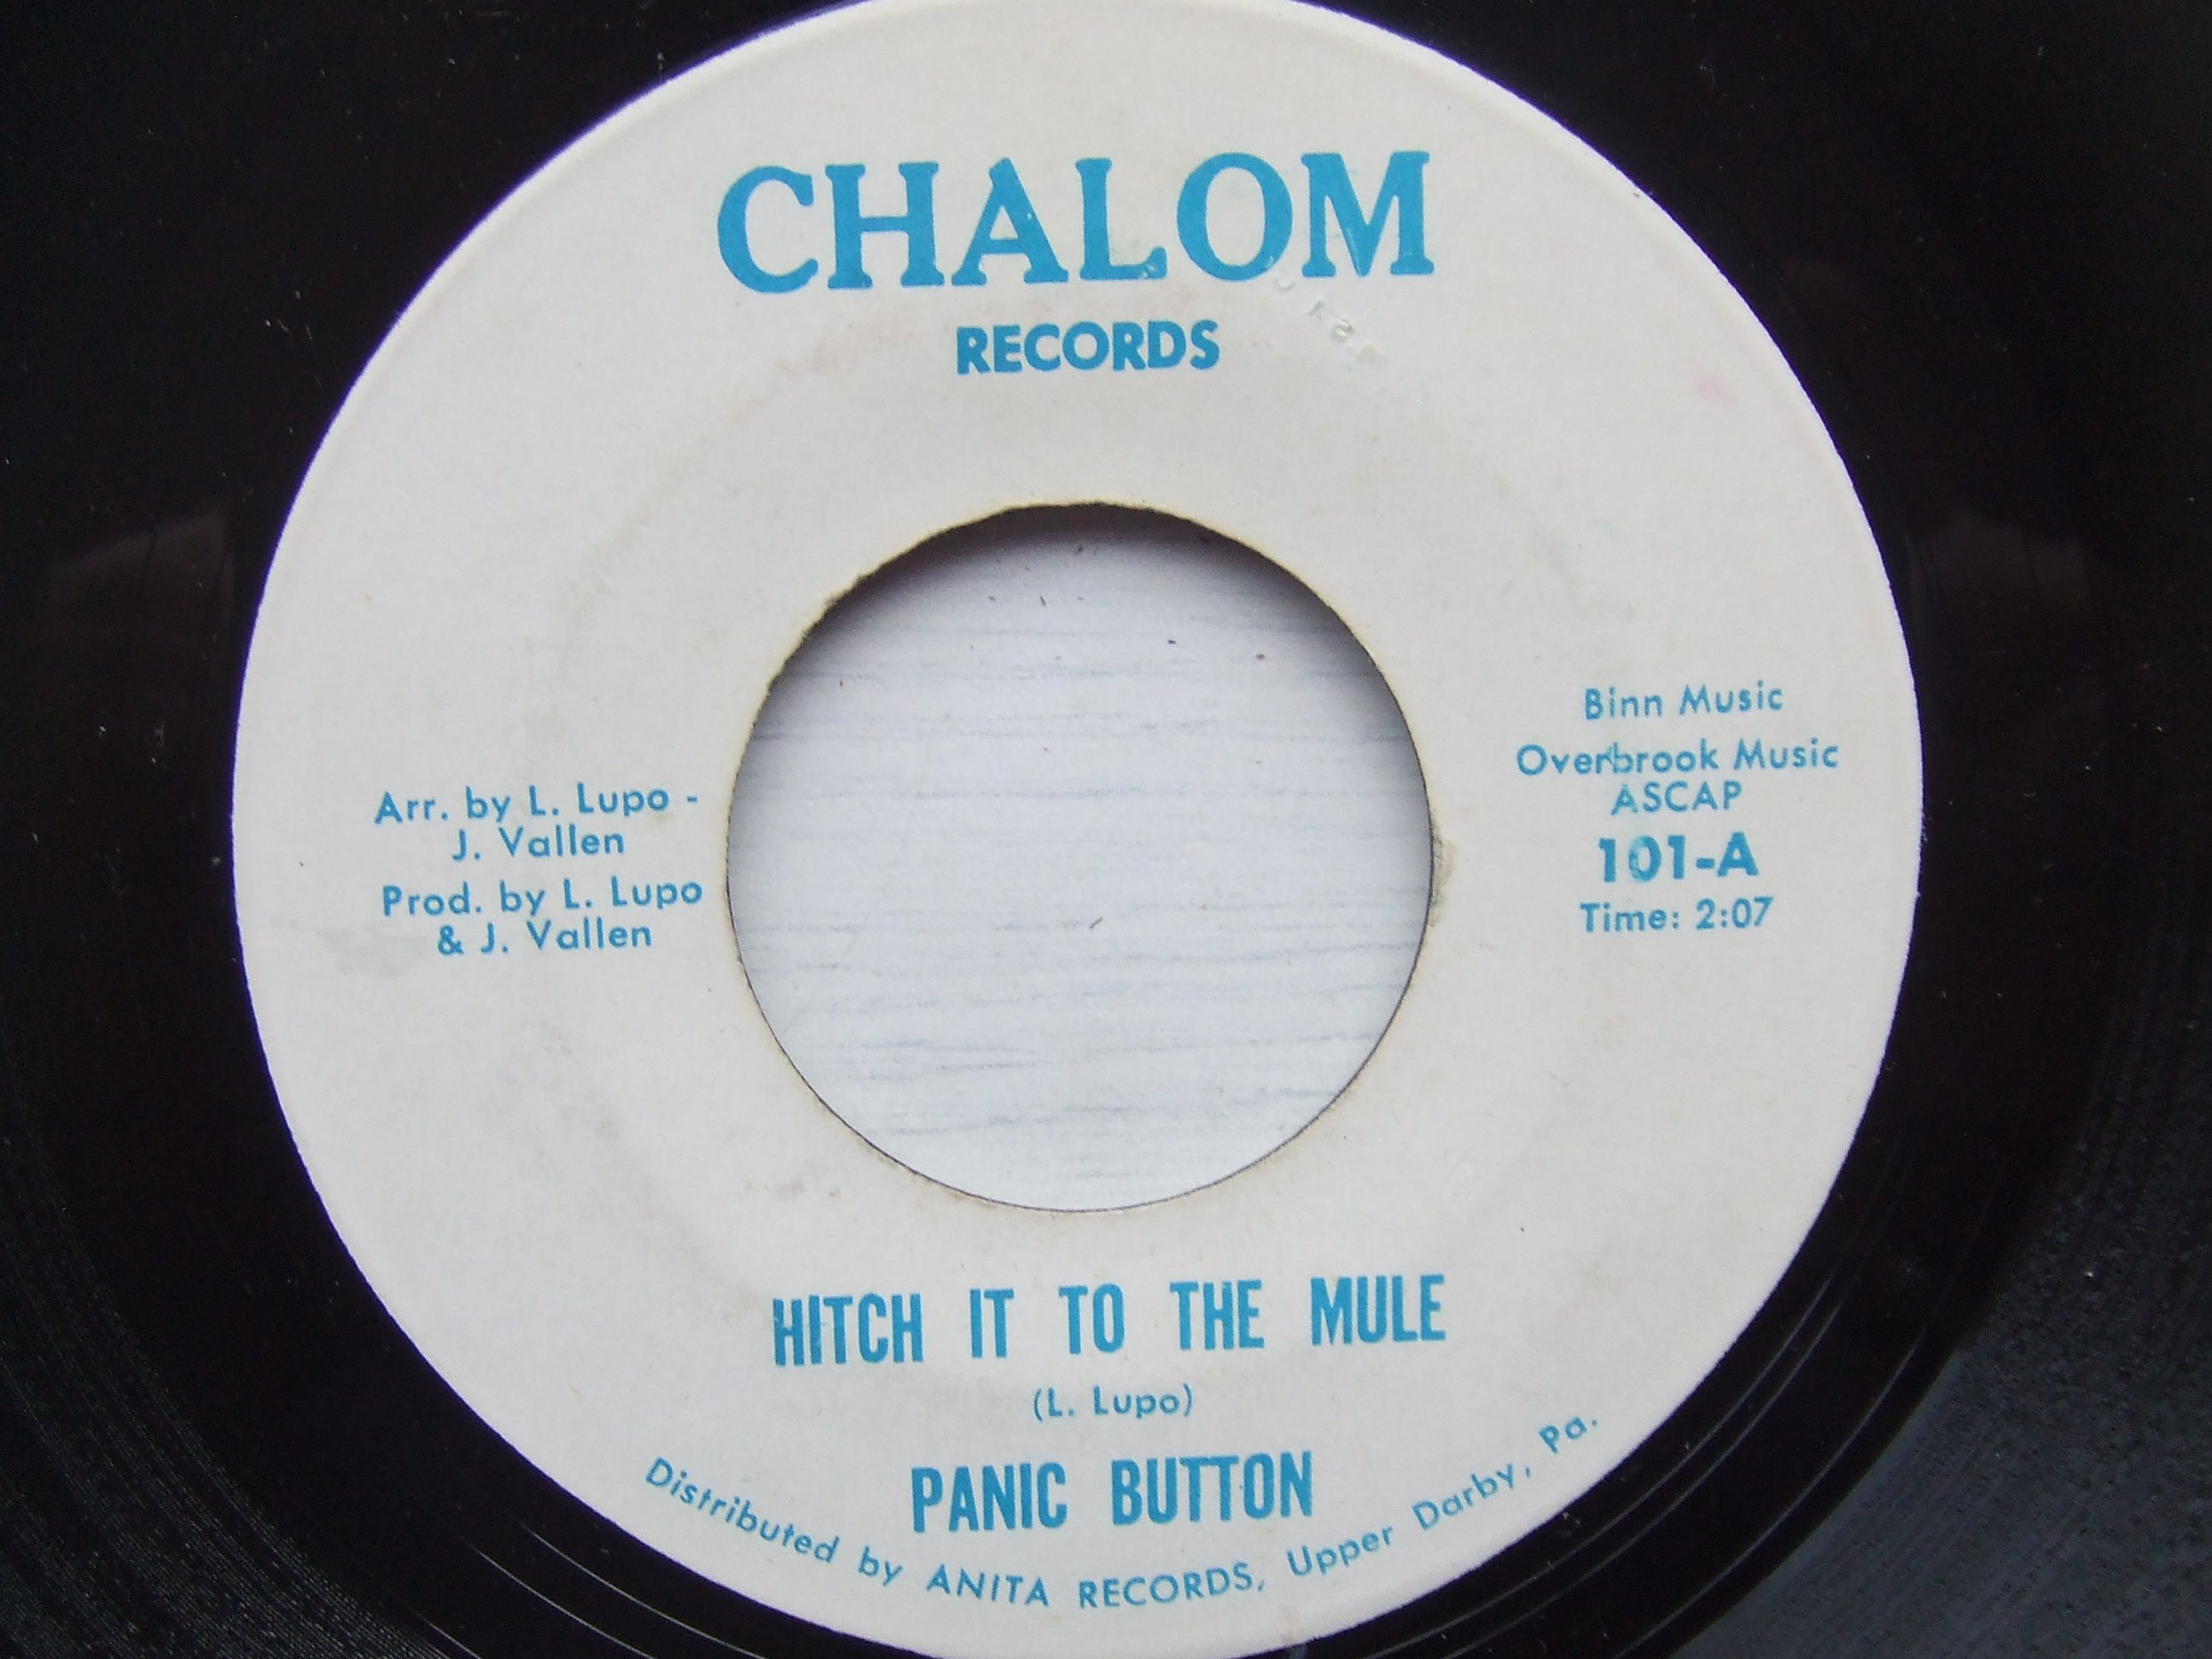 CHALOM
RECORDS
Arr. by L. Lupo -
J. Vallen
Prod. by L. Lupo
& J. Vallen
Binn Music
Overbrook Music
ASCAP
101-A
Time: 2:07
HITCH IT TO THE MULE
(L. Lupo)
PANIC BUTTON
Distributed by ANITA RECORDS, Upper Darby, Pa.